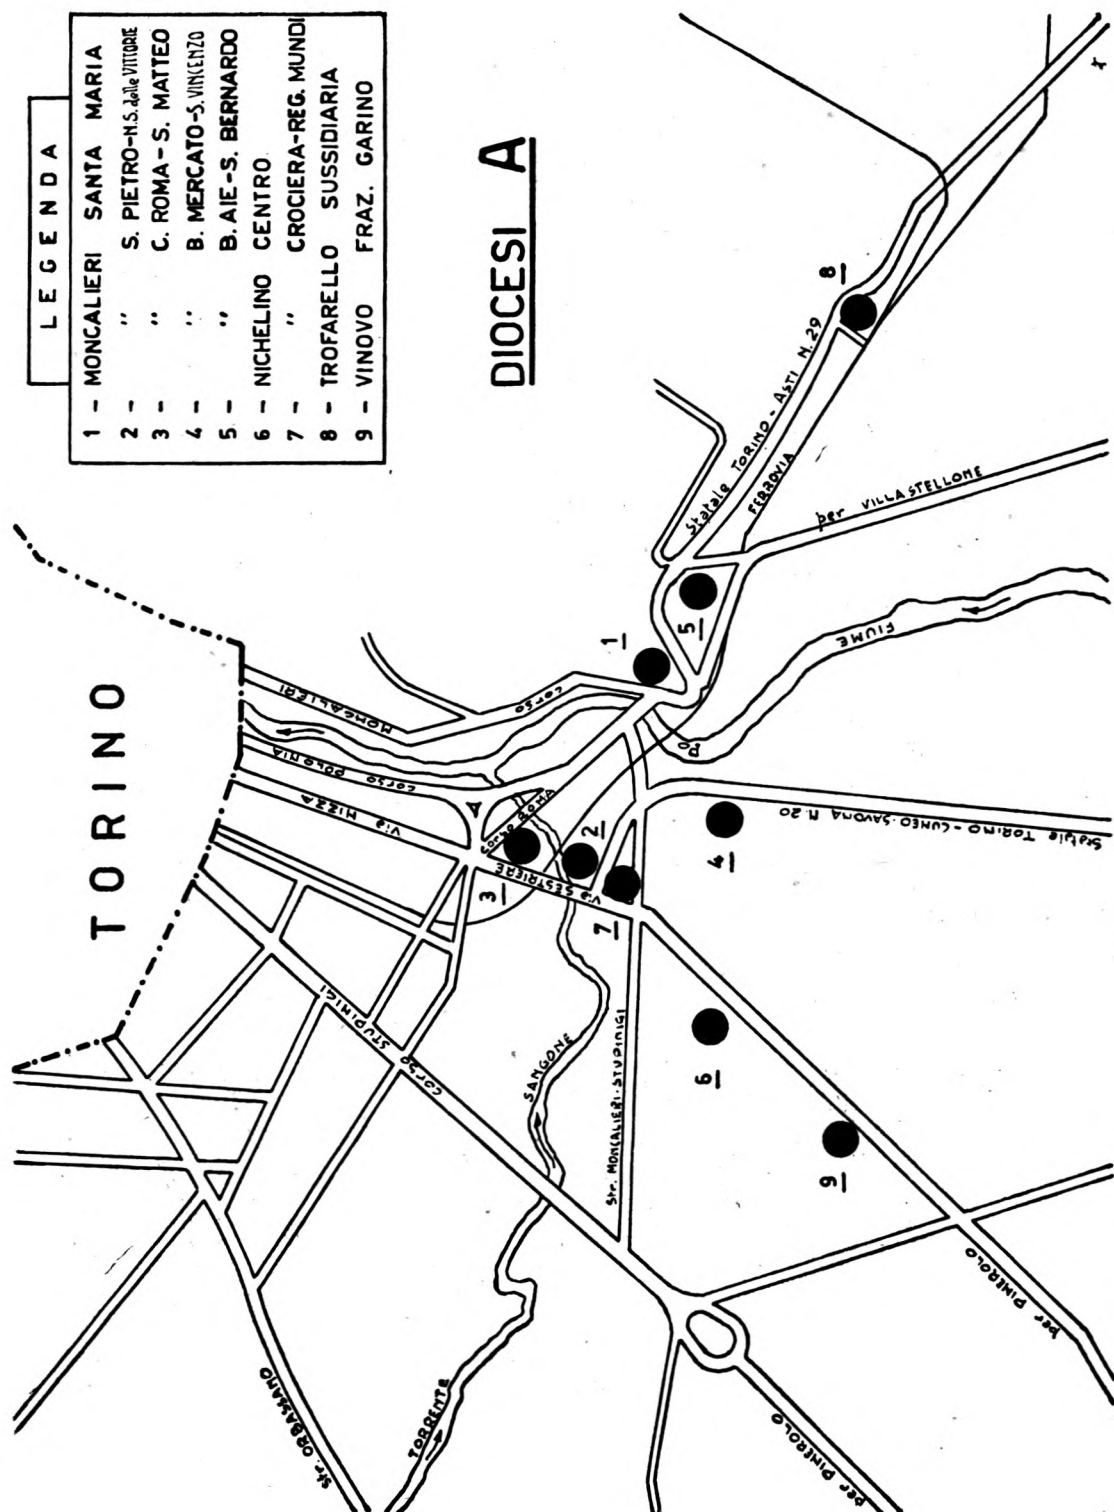 LEGENDA
1 - MONCALIERI SANTA MARIA
2 - " S. PIETRO-N.S. delle VITTORIE
3 - " C. ROMA - S. MATTEO
4 - " B. MERCATO - S. VINCENZO
5 - " B. AIE - S. BERNARDO
6 - NICHELINO CENTRO
7 - " CROCIERA-REG. MUNDI
8 - TROFARELLO SUSSIDIARIA
9 - VINOVO FRAZ. GARINO
DIOCESI A
TORINO
MONCALIERI
CORSO
CORSO POLONIA
Via NIZZA
CORSO ROMA
Via SESTRIERE
CORSO STUPINIGI
SANGONE
TORRENTE
Str. ORBASSANO
Str. MONCALIERI-STUPINIGI
per PINEROLO
per PINEROLO
Statale TORINO - CUNEO - SAVONA N. 20
PO
FIUME
per VILLASTELLONE
FERROVIA
Statale TORINO - ASTI N. 29
1
2
3
4
5
6
7
8
9